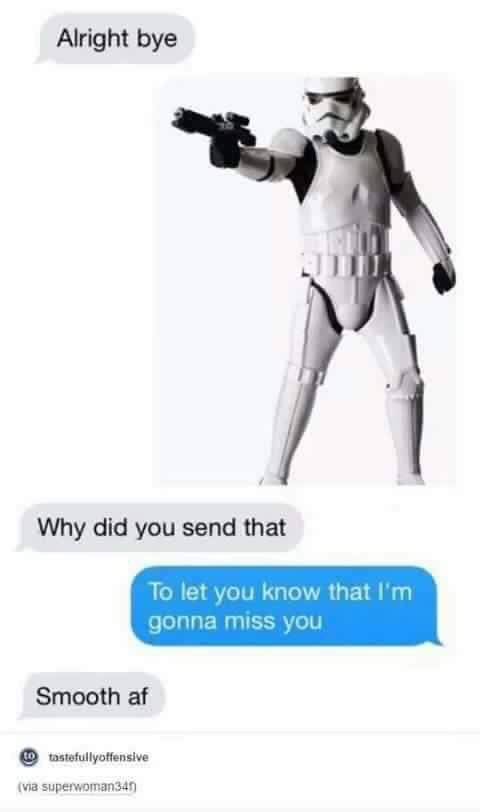 Alright bye
Why did you send that
To let you know that I'm
gonna miss you
Smooth af
to tastefullyoffensive
(via superwoman34f)